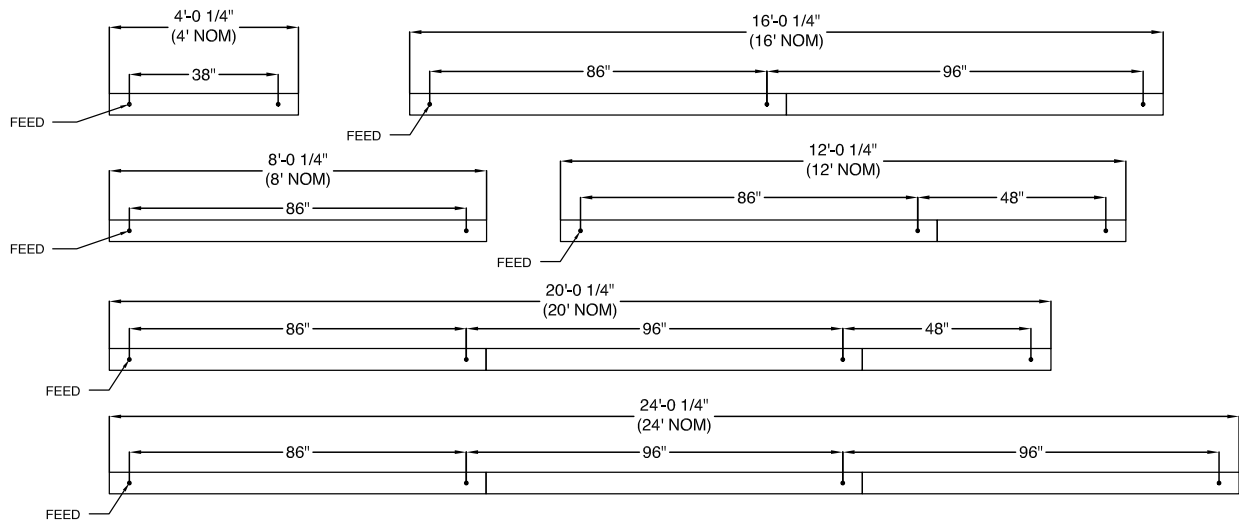 4'-0 1/4"
(4' NOM)
38"
FEED
16'-0 1/4"
(16' NOM)
86" 96"
FEED
8'-0 1/4"
(8' NOM)
86"
FEED
12'-0 1/4"
(12' NOM)
86" 48"
FEED
20'-0 1/4"
(20' NOM)
86" 96" 48"
FEED
24'-0 1/4"
(24' NOM)
86" 96" 96"
FEED